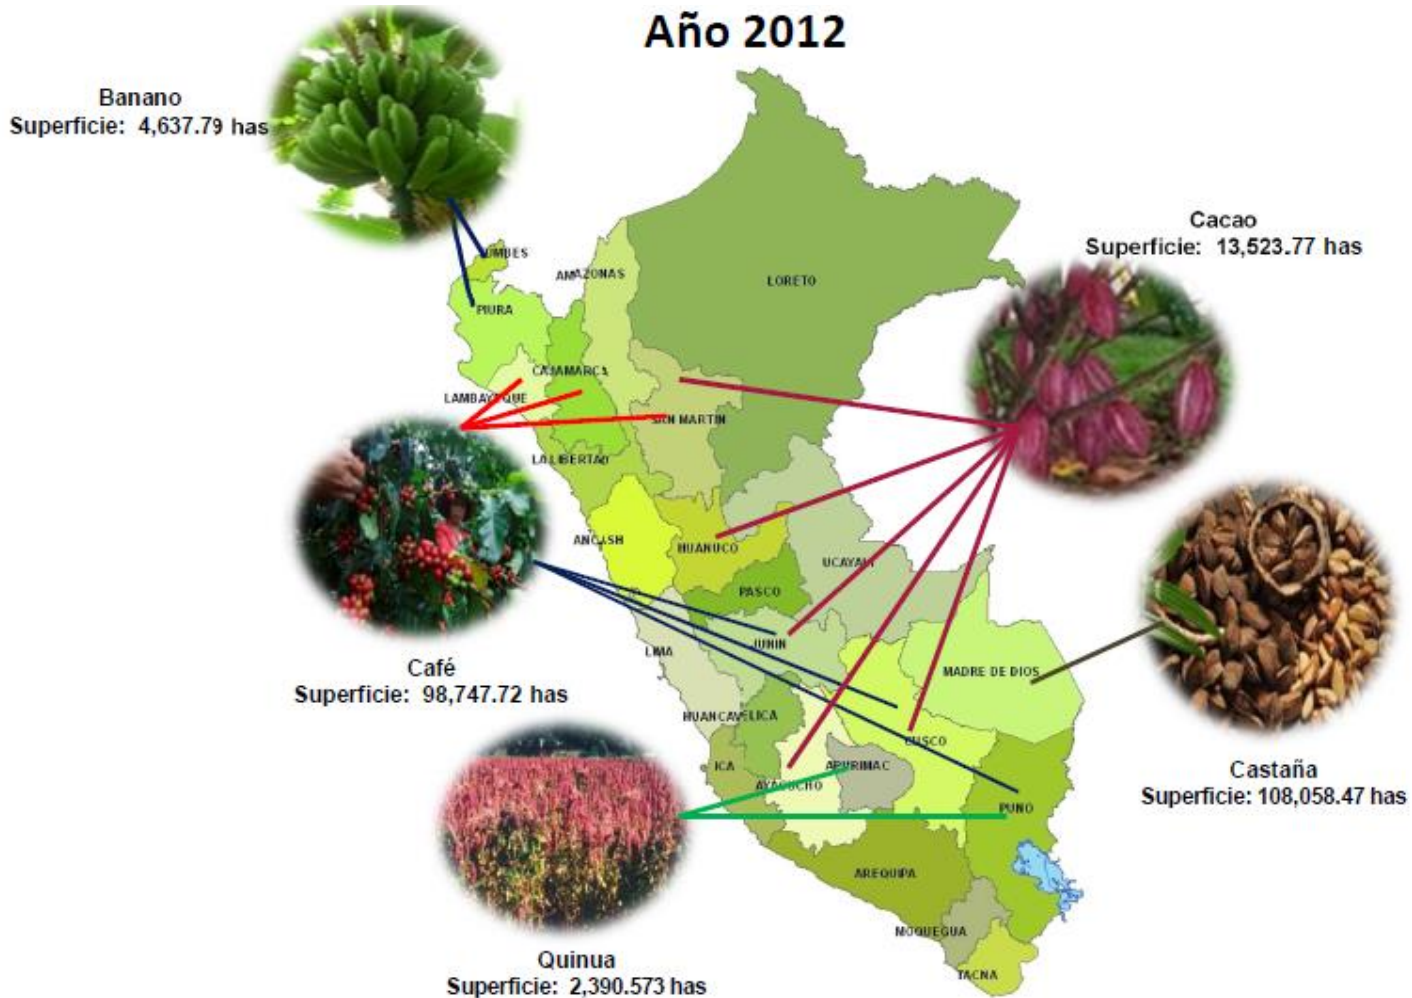 Año 2012
Banano
Superficie: 4,637.79 has
Cacao
Superficie: 13,523.77 has
UMBES
AMAZONAS
LORETO
PIURA
CAJAMARCA
LAMBAYEQUE
SAN MARTIN
LA LIBERTAD
ANCASH
HUANUCO
UCAYALI
PASCO
JUNIN
LIMA
MADRE DE DIOS
Café
Superficie: 98,747.72 has
HUANCAVELICA
CUSCO
ICA
APURIMAC
AYACUCHO
PUNO
Castaña
Superficie: 108,058.47 has
AREQUIPA
MOQUEGUA
TACNA
Quinua
Superficie: 2,390.573 has